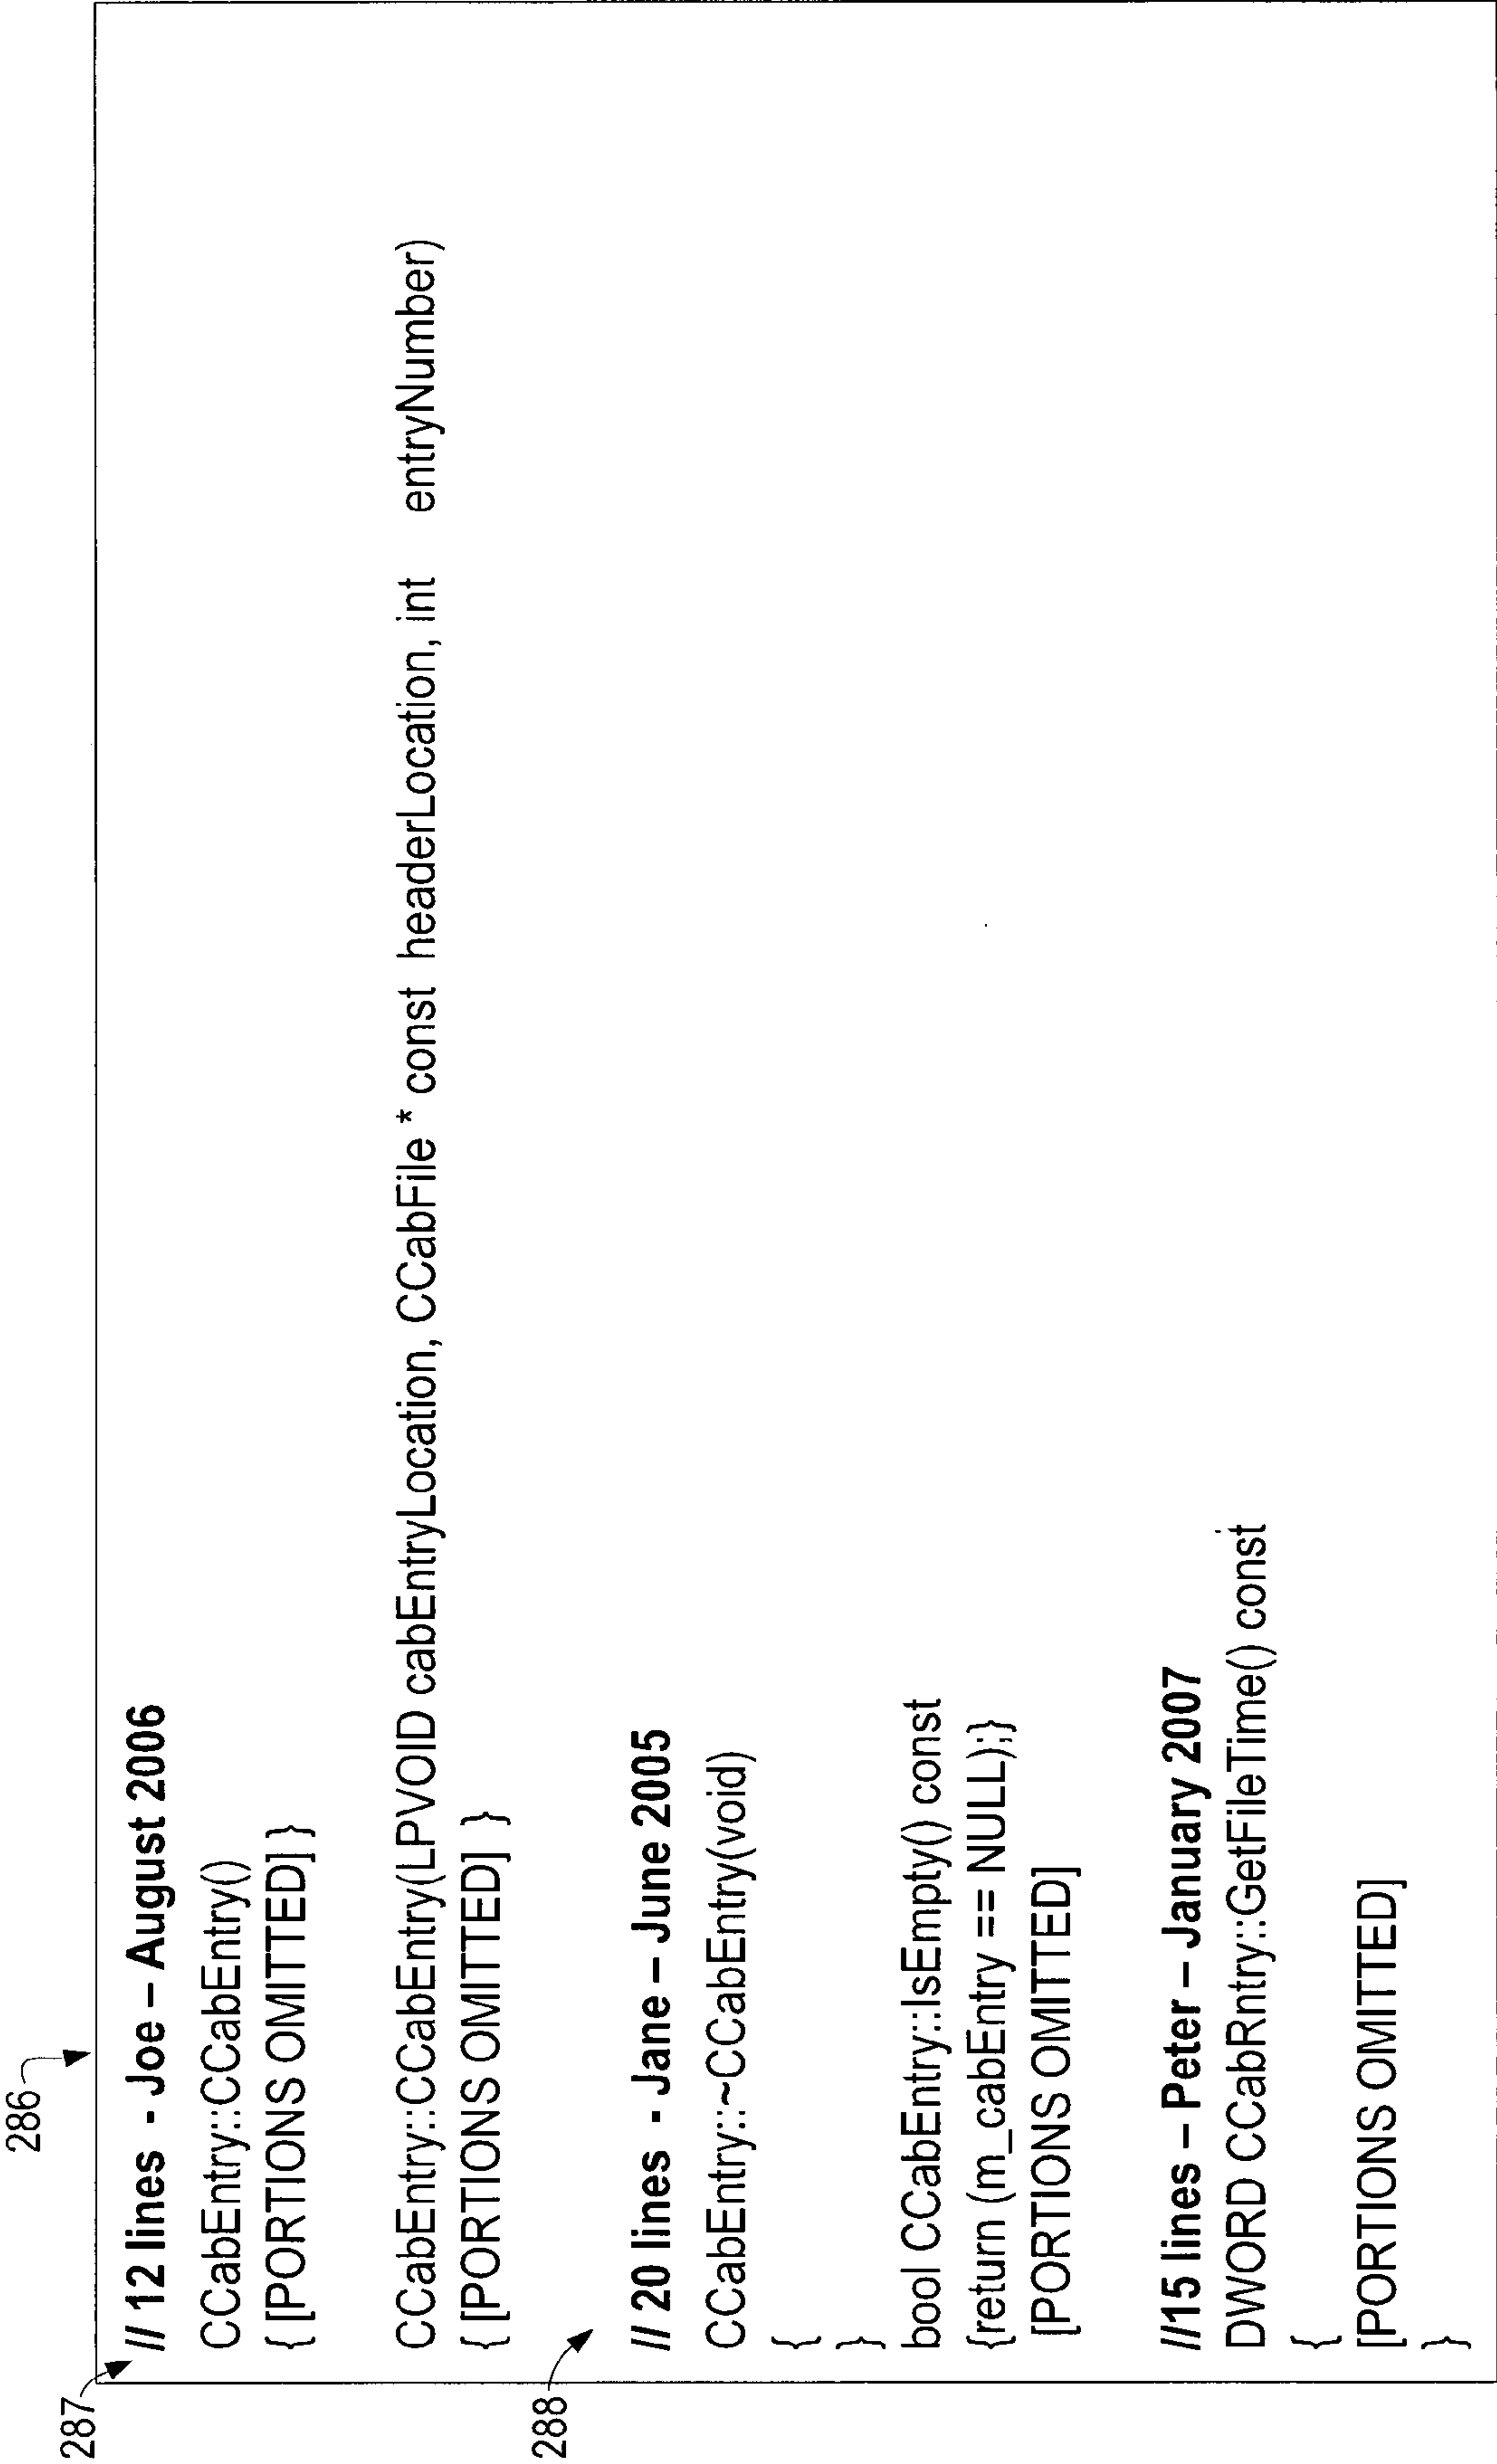 286
287
// 12 lines - Joe – August 2006
CCabEntry::CCabEntry()
{ [PORTIONS OMITTED] }
CCabEntry::CCabEntry(LPVOID cabEntryLocation, CCabFile * const headerLocation, int entryNumber)
{ [PORTIONS OMITTED] }
288
// 20 lines - Jane – June 2005
CCabEntry::~CCabEntry(void)
{
}
bool CCabEntry::IsEmpty() const
{return (m_cabEntry == NULL);}
[PORTIONS OMITTED]
//15 lines – Peter – January 2007
DWORD CCabRntry::GetFileTime() const
{
[PORTIONS OMITTED]
}